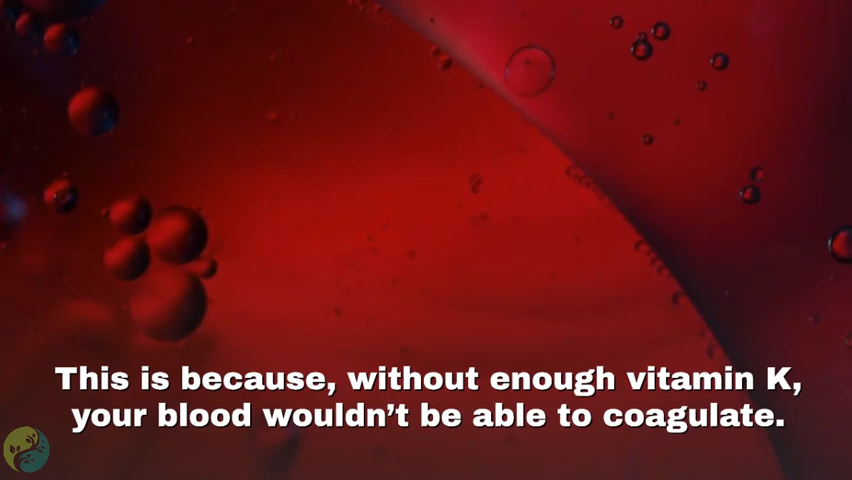 This is because, without enough vitamin K,
your blood wouldn’t be able to coagulate.